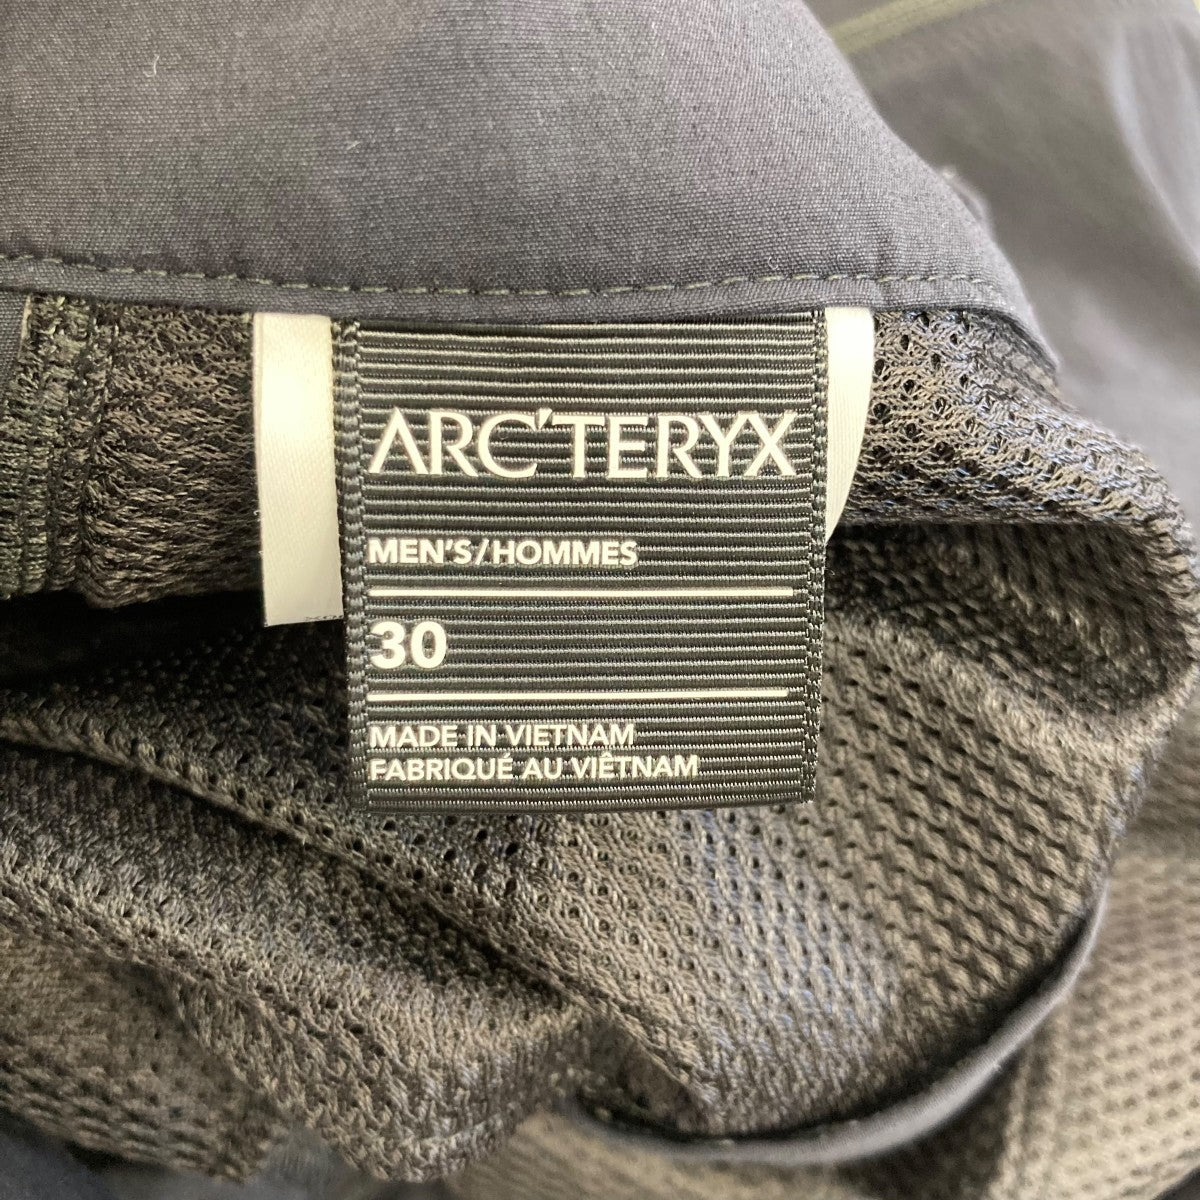 ARC'TERYX
MEN'S/HOMMES
30
MADE IN VIETNAM
FABRIQUÉ AU VIÊTNAM